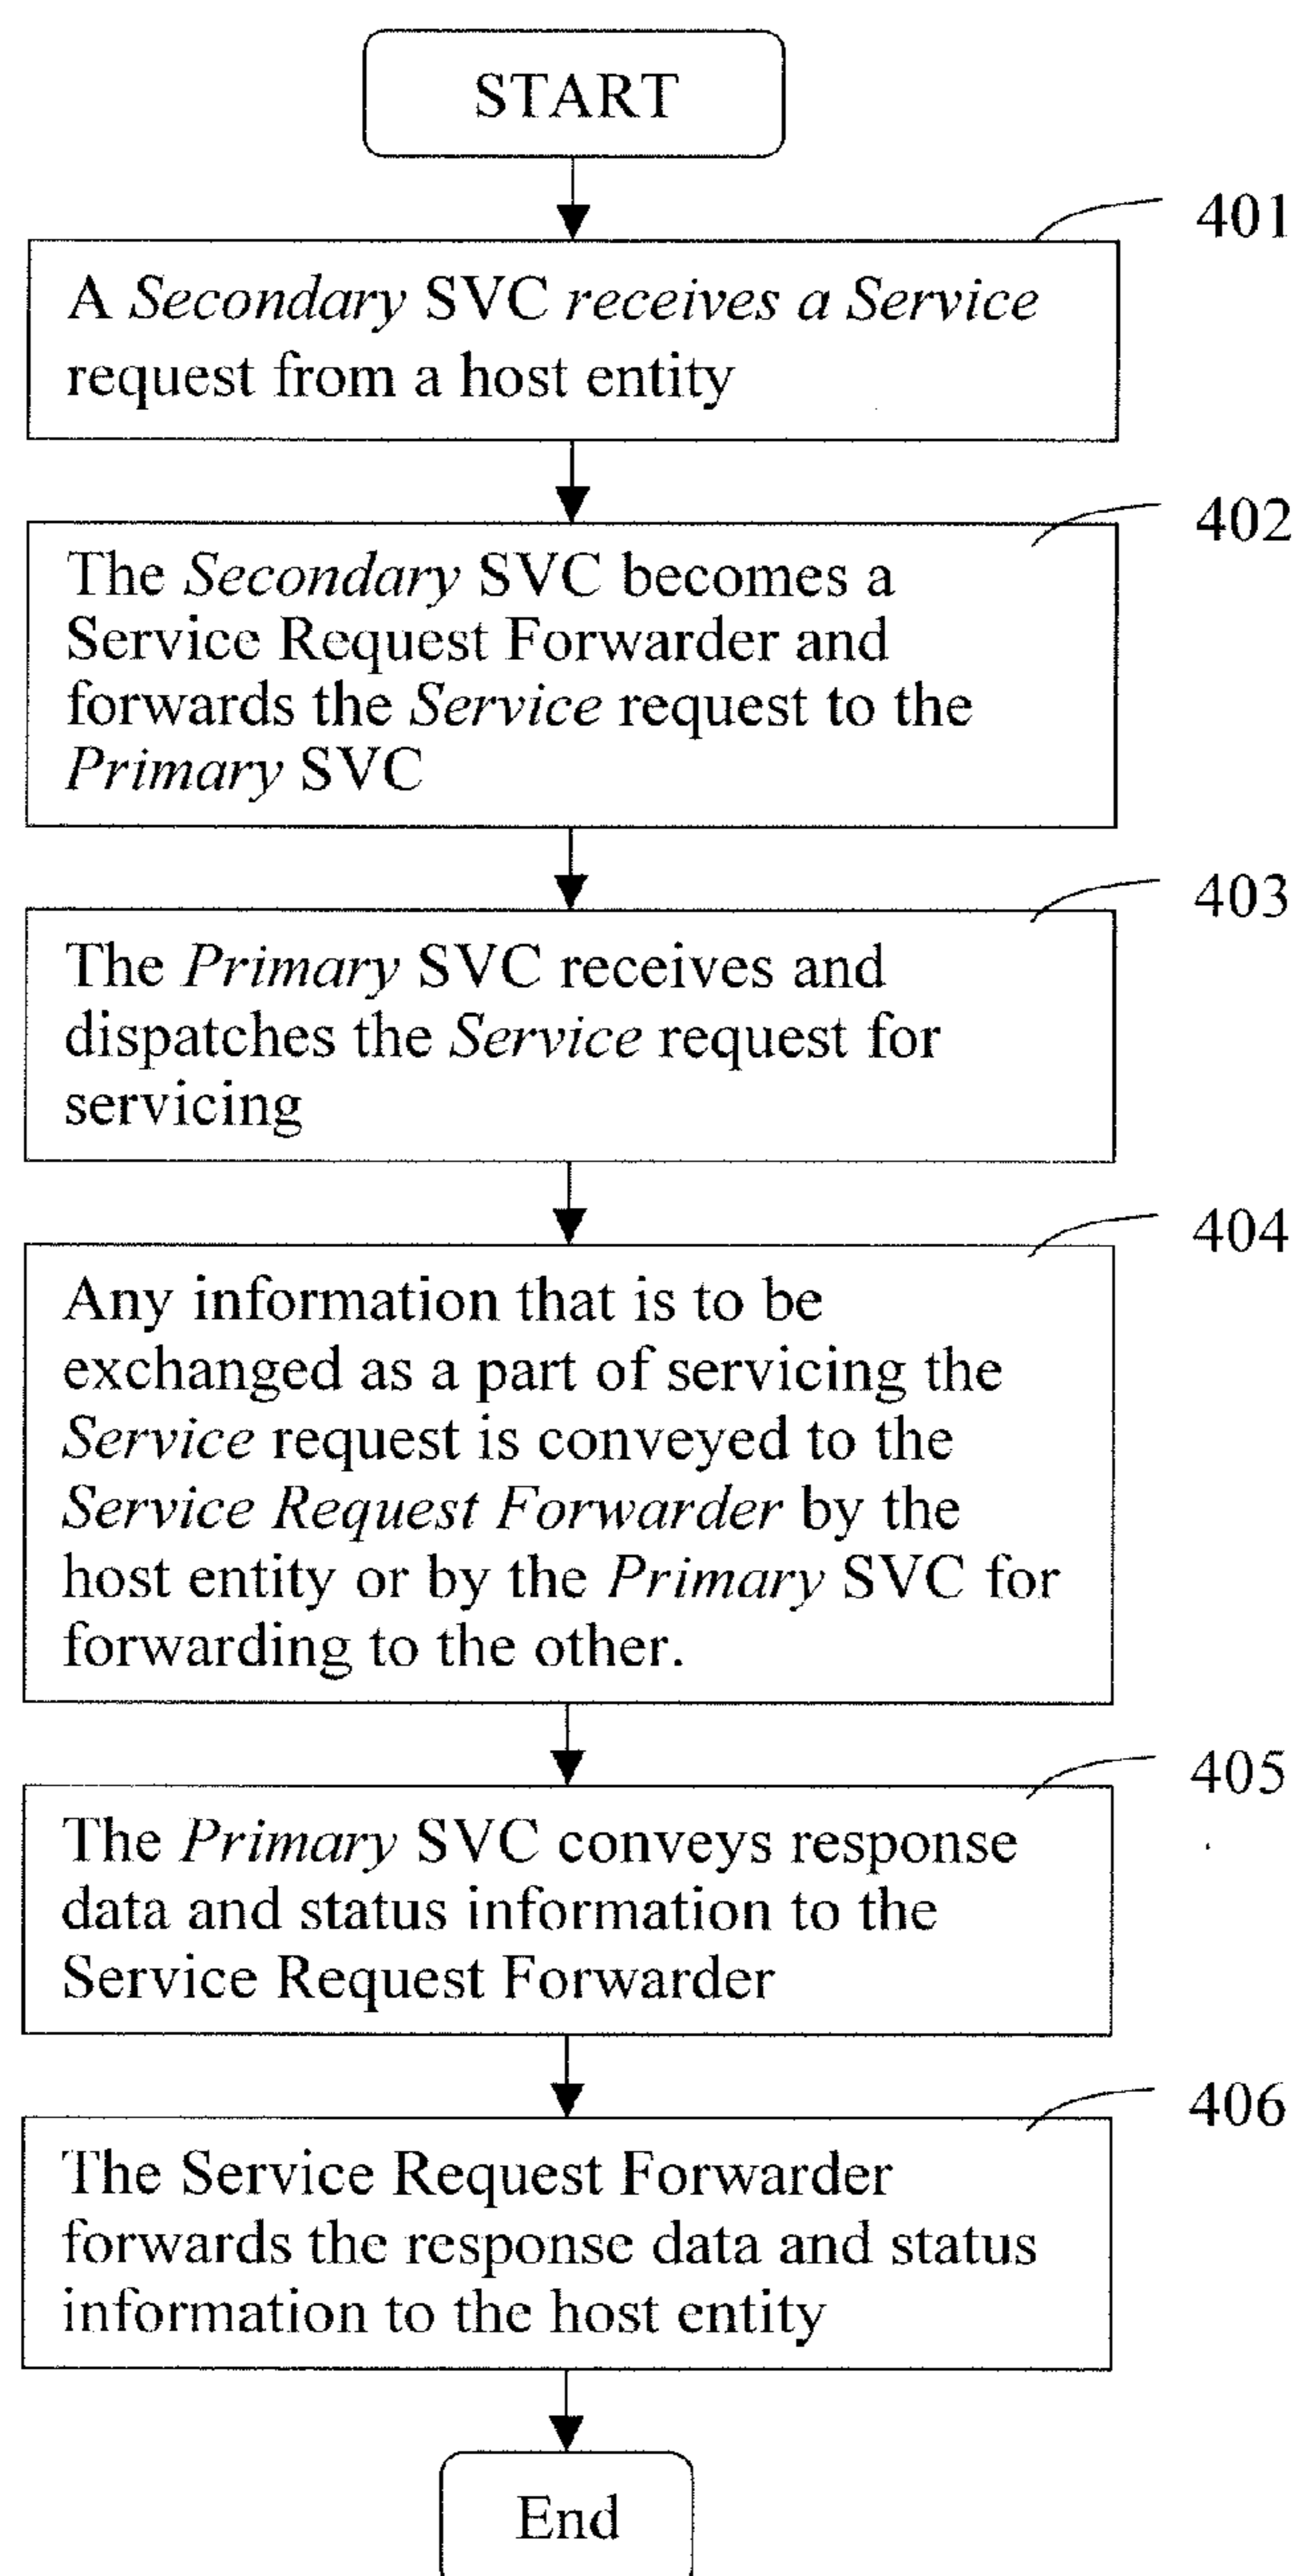 START
401
A Secondary SVC receives a Service
request from a host entity
402
The Secondary SVC becomes a
Service Request Forwarder and
forwards the Service request to the
Primary SVC
403
The Primary SVC receives and
dispatches the Service request for
servicing
404
Any information that is to be
exchanged as a part of servicing the
Service request is conveyed to the
Service Request Forwarder by the
host entity or by the Primary SVC for
forwarding to the other.
405
The Primary SVC conveys response
data and status information to the
Service Request Forwarder
406
The Service Request Forwarder
forwards the response data and status
information to the host entity
End